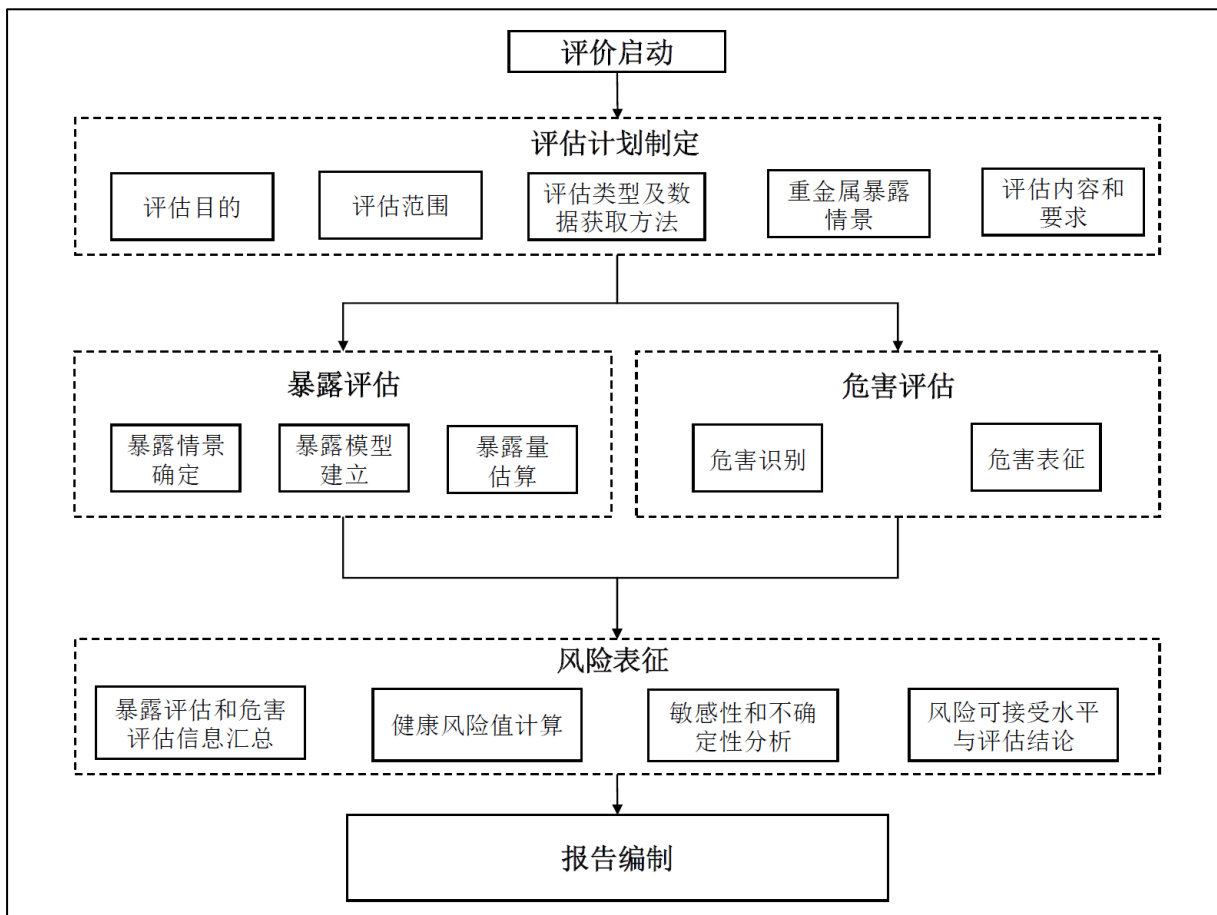 评价启动
评估计划制定
评估目的
评估范围
评估类型及数
据获取方法
重金属暴露
情景
评估内容和
要求
暴露评估
暴露情景
确定
暴露模型
建立
暴露量
估算
危害评估
危害识别
危害表征
风险表征
暴露评估和危害
评估信息汇总
健康风险值计算
敏感性和不确
定性分析
风险可接受水平
与评估结论
报告编制